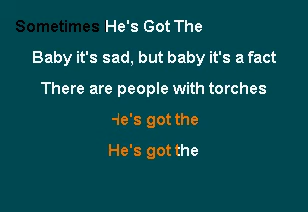 Sometimes He's Got The
Baby it's sad, but baby it's a fact
There are people with torches
He's got the
He's got the